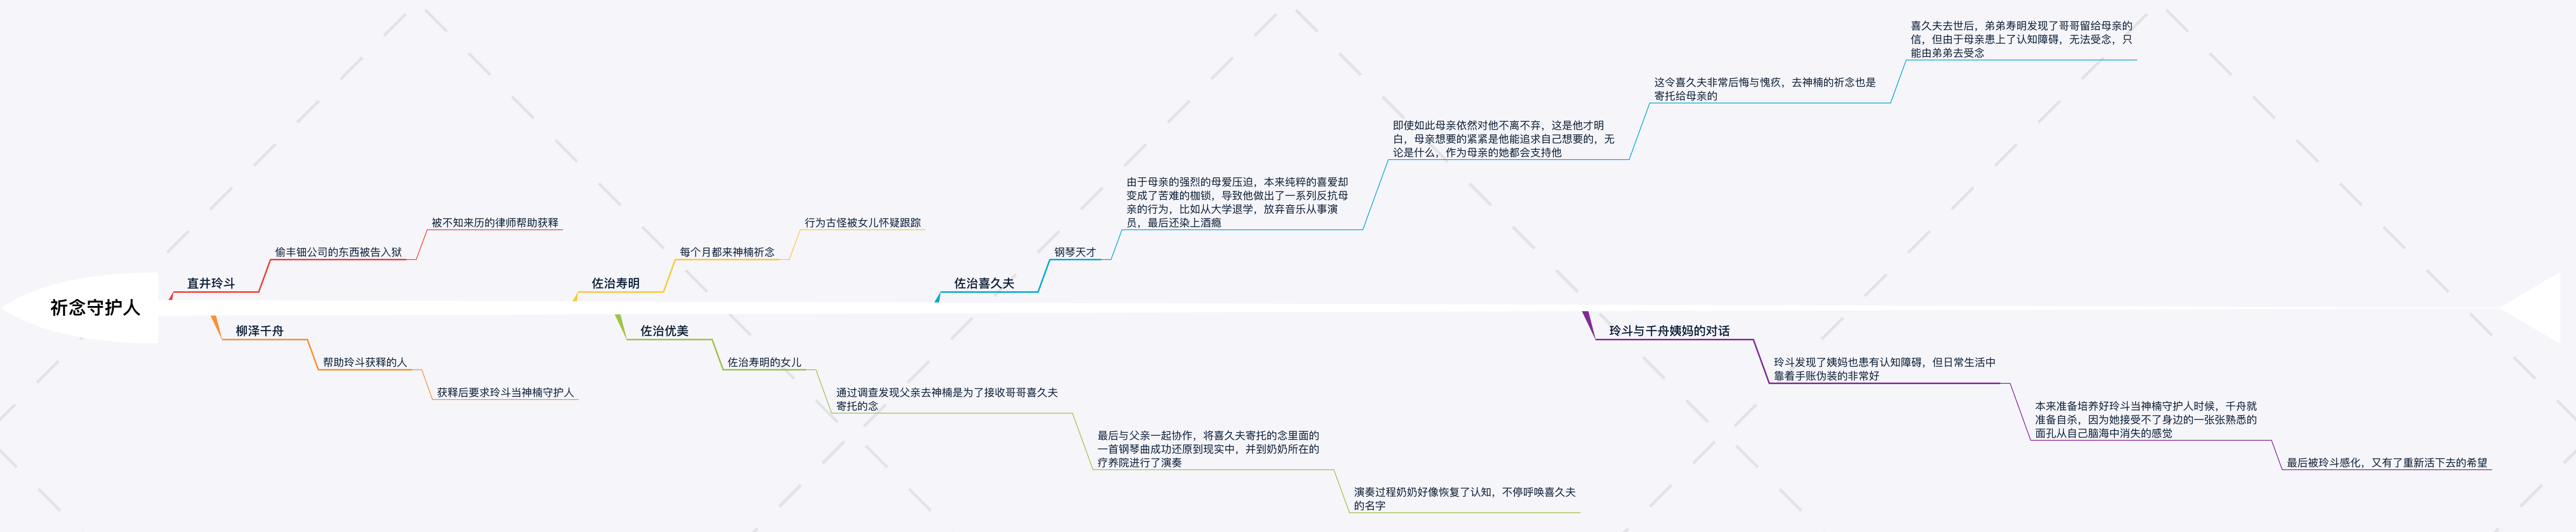 祈念守护人
直井玲斗
偷丰钿公司的东西被告入狱
被不知来历的律师帮助获释
柳泽千舟
帮助玲斗获释的人
获释后要求玲斗当神楠守护人
佐治寿明
每个月都来神楠祈念
行为古怪被女儿怀疑跟踪
佐治优美
佐治寿明的女儿
通过调查发现父亲去神楠是为了接收哥哥喜久夫
寄托的念
最后与父亲一起协作，将喜久夫寄托的念里面的
一首钢琴曲成功还原到现实中，并到奶奶所在的
疗养院进行了演奏
演奏过程奶奶好像恢复了认知，不停呼唤喜久夫
的名字
佐治喜久夫
钢琴天才
由于母亲的强烈的母爱压迫，本来纯粹的喜爱却
变成了苦难的枷锁，导致他做出了一系列反抗母
亲的行为，比如从大学退学，放弃音乐从事演
员，最后还染上酒瘾
即使如此母亲依然对他不离不弃，这是他才明
白，母亲想要的紧紧是他能追求自己想要的，无
论是什么，作为母亲的她都会支持他
这令喜久夫非常后悔与愧疚，去神楠的祈念也是
寄托给母亲的
喜久夫去世后，弟弟寿明发现了哥哥留给母亲的
信，但由于母亲患上了认知障碍，无法受念，只
能由弟弟去受念
玲斗与千舟姨妈的对话
玲斗发现了姨妈也患有认知障碍，但日常生活中
靠着手账伪装的非常好
本来准备培养好玲斗当神楠守护人时候，千舟就
准备自杀，因为她接受不了身边的一张张熟悉的
面孔从自己脑海中消失的感觉
最后被玲斗感化，又有了重新活下去的希望